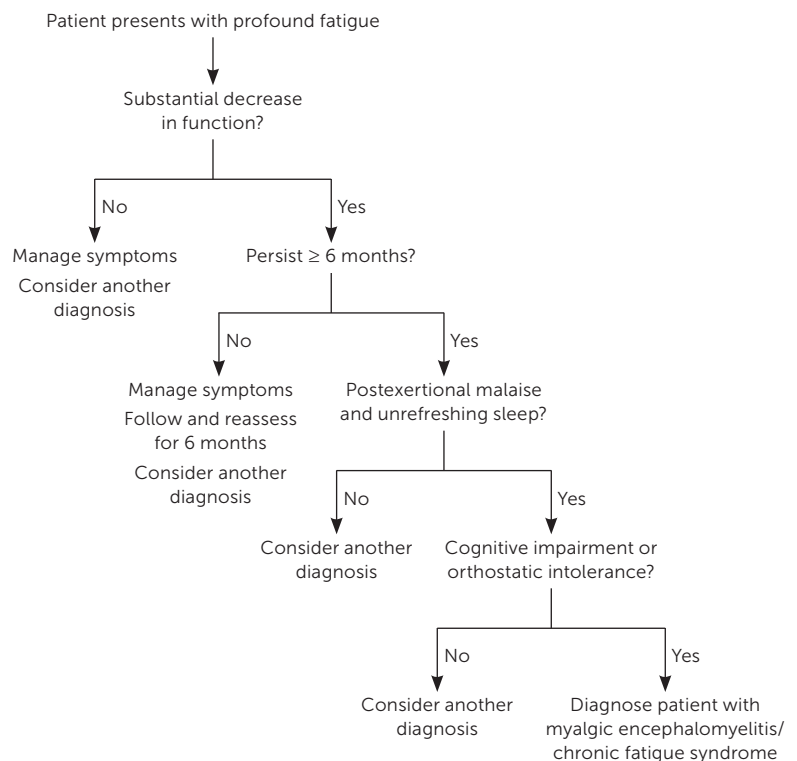 Patient presents with profound fatigue
Substantial decrease
in function?
No
Yes
Manage symptoms
Consider another
diagnosis
Persist ≥ 6 months?
No
Yes
Manage symptoms
Follow and reassess
for 6 months
Consider another
diagnosis
Postexertional malaise
and unrefreshing sleep?
No
Yes
Consider another
diagnosis
Cognitive impairment or
orthostatic intolerance?
No
Yes
Consider another
diagnosis
Diagnose patient with
myalgic encephalomyelitis/
chronic fatigue syndrome